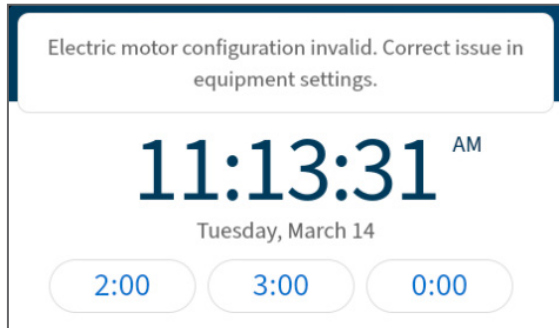 Electric motor configuration invalid. Correct issue in
equipment settings.
11:13:31 AM
Tuesday, March 14
2:00 3:00 0:00